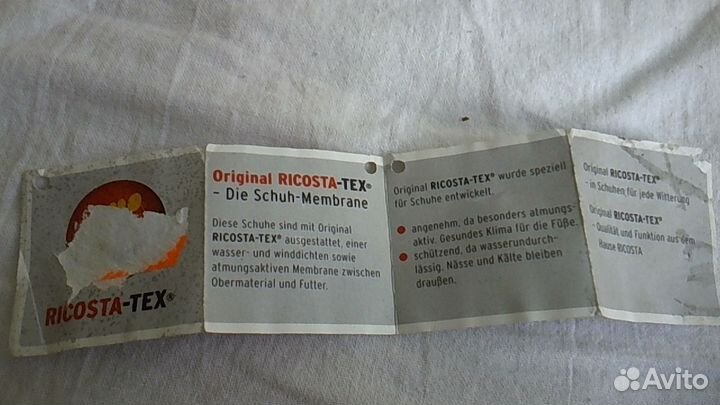 RICOSTA-TEX®
Original RICOSTA-TEX®
– Die Schuh-Membrane
Diese Schuhe sind mit Original
RICOSTA-TEX® ausgestattet, einer
wasser- und winddichten sowie
atmungsaktiven Membrane zwischen
Obermaterial und Futter.
Original RICOSTA-TEX® wurde speziell
für Schuhe entwickelt.
● angenehm, da besonders atmungs-
aktiv. Gesundes Klima für die Füße.
● schützend, da wasserundurch-
lässig. Nässe und Kälte bleiben
draußen.
Original RICOSTA-TEX®
- in Schuhen für jede Witterung
Original RICOSTA-TEX®
- Qualität und Funktion aus dem
Hause RICOSTA
Avito